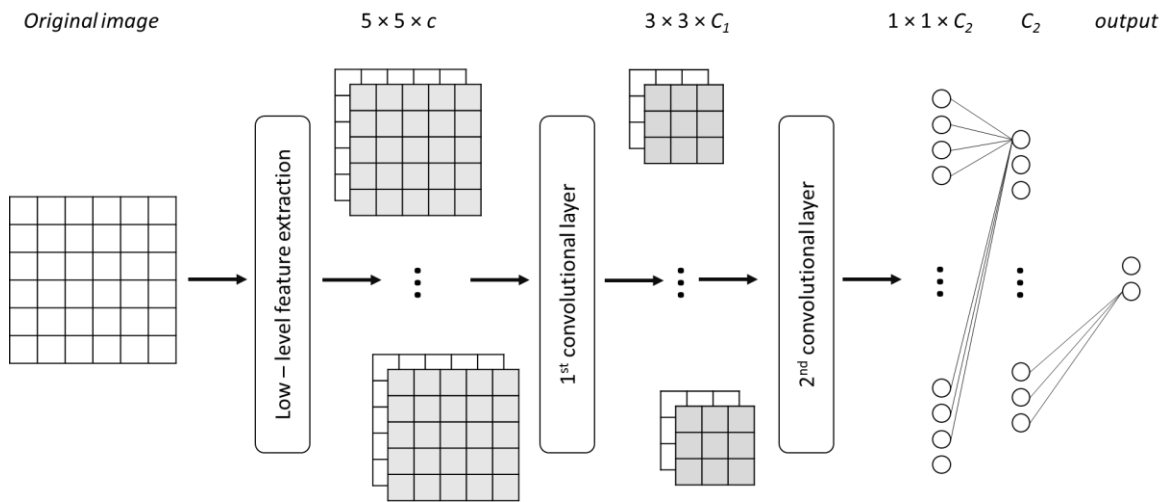 Original image
5 × 5 × c
3 × 3 × C₁
1 × 1 × C₂
C₂
output
Low – level feature extraction
1ˢᵗ convolutional layer
2ⁿᵈ convolutional layer